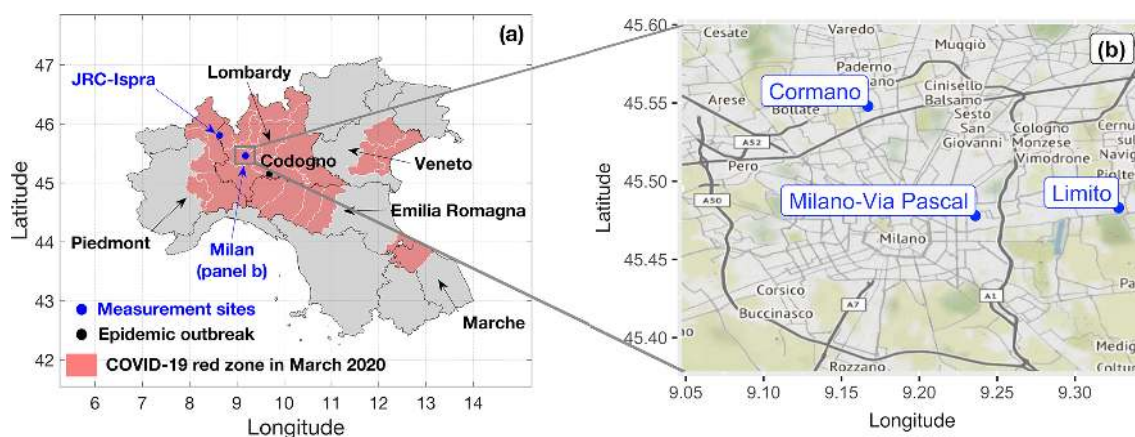 (a)
47
46
45
44
43
42
Latitude
6
7
8
9
10
11
12
13
14
Longitude
JRC-Ispra
Lombardy
Codogno
Veneto
Emilia Romagna
Piedmont
Milan
(panel b)
Marche
Measurement sites
Epidemic outbreak
COVID-19 red zone in March 2020
(b)
45.60
45.55
45.50
45.45
45.40
Latitude
9.05
9.10
9.15
9.20
9.25
9.30
Longitude
Cesate
Varedo
Muggiò
Paderno
Cormano
Arese
Bollate
Cinisello
Balsamo
Sesto
San
Giovanni
A52
Pero
Cologno
Monzese
Vimodrone
A50
Milano-Via Pascal
Limito
Milano
Corsico
Buccinasco
A7
A1
Rozzano